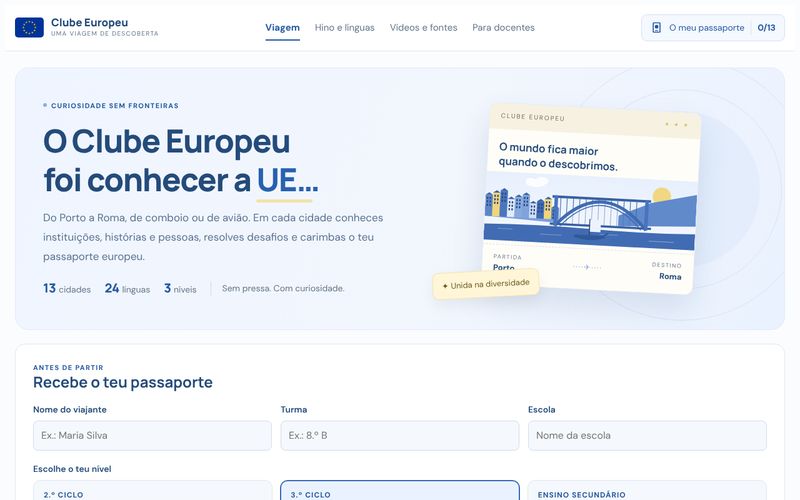 Clube Europeu
UMA VIAGEM DE DESCOBERTA
Viagem
Hino e línguas
Vídeos e fontes
Para docentes
O meu passaporte
0/13
CURIOSIDADE SEM FRONTEIRAS
O Clube Europeu
foi conhecer a UE...
Do Porto a Roma, de comboio ou de avião. Em cada cidade conheces
instituições, histórias e pessoas, resolves desafios e carimbas o teu
passaporte europeu.
13 cidades
24 línguas
3 níveis
Sem pressa. Com curiosidade.
CLUBE EUROPEU
O mundo fica maior
quando o descobrimos.
PARTIDA
Porto
DESTINO
Roma
Unida na diversidade
ANTES DE PARTIR
Recebe o teu passaporte
Nome do viajante
Turma
Escola
Ex.: Maria Silva
Ex.: 8.º B
Nome da escola
Escolhe o teu nível
2.º CICLO
3.º CICLO
ENSINO SECUNDÁRIO